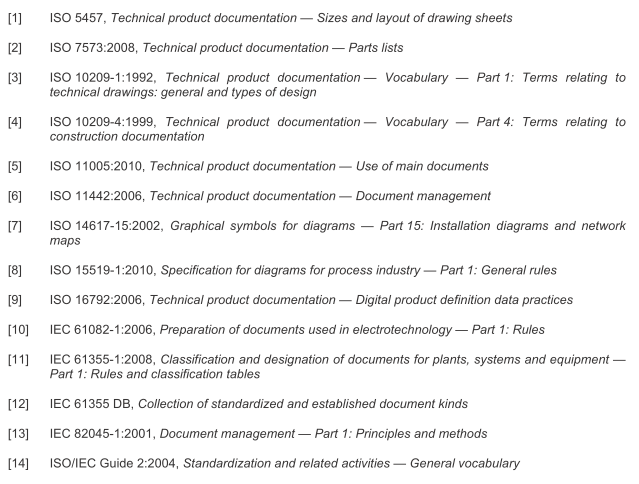 [1] ISO 5457, Technical product documentation — Sizes and layout of drawing sheets
[2] ISO 7573:2008, Technical product documentation — Parts lists
[3] ISO 10209-1:1992, Technical product documentation — Vocabulary — Part 1: Terms relating to
technical drawings: general and types of design
[4] ISO 10209-4:1999, Technical product documentation — Vocabulary — Part 4: Terms relating to
construction documentation
[5] ISO 11005:2010, Technical product documentation — Use of main documents
[6] ISO 11442:2006, Technical product documentation — Document management
[7] ISO 14617-15:2002, Graphical symbols for diagrams — Part 15: Installation diagrams and network
maps
[8] ISO 15519-1:2010, Specification for diagrams for process industry — Part 1: General rules
[9] ISO 16792:2006, Technical product documentation — Digital product definition data practices
[10] IEC 61082-1:2006, Preparation of documents used in electrotechnology — Part 1: Rules
[11] IEC 61355-1:2008, Classification and designation of documents for plants, systems and equipment —
Part 1: Rules and classification tables
[12] IEC 61355 DB, Collection of standardized and established document kinds
[13] IEC 82045-1:2001, Document management — Part 1: Principles and methods
[14] ISO/IEC Guide 2:2004, Standardization and related activities — General vocabulary